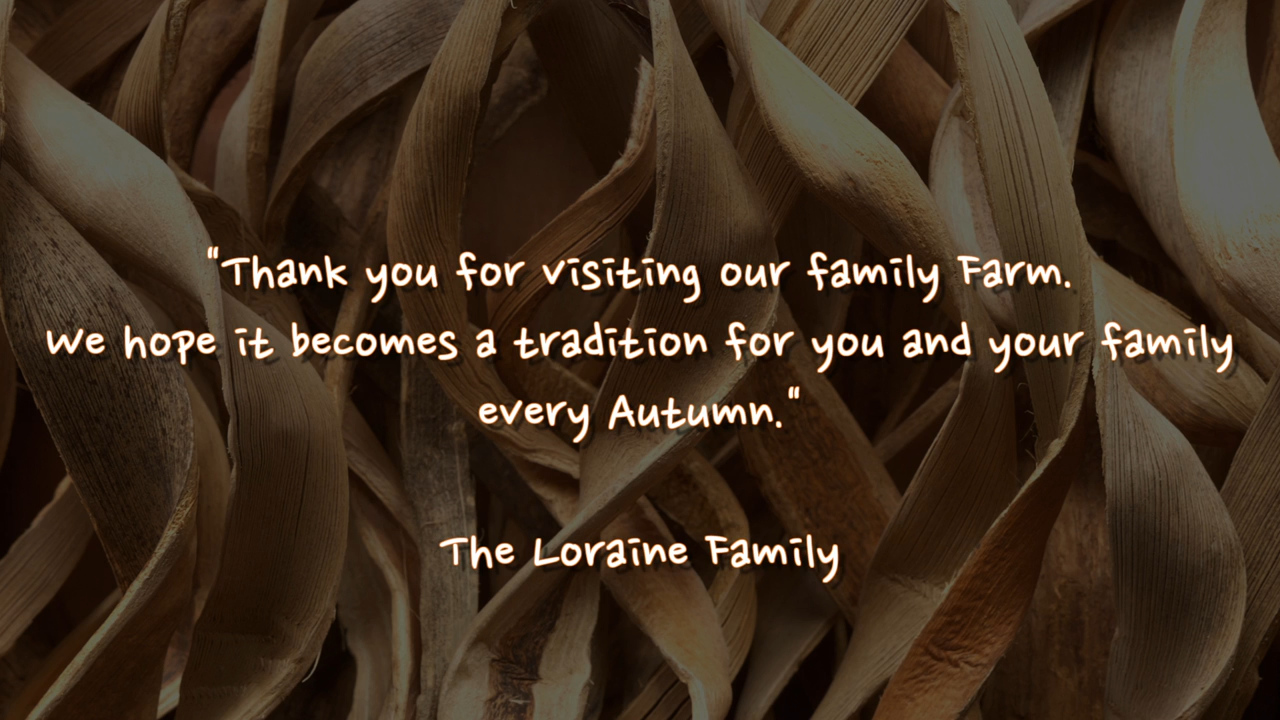 "Thank you for visiting our family Farm.
We hope it becomes a tradition for you and your family
every Autumn."
The Loraine Family